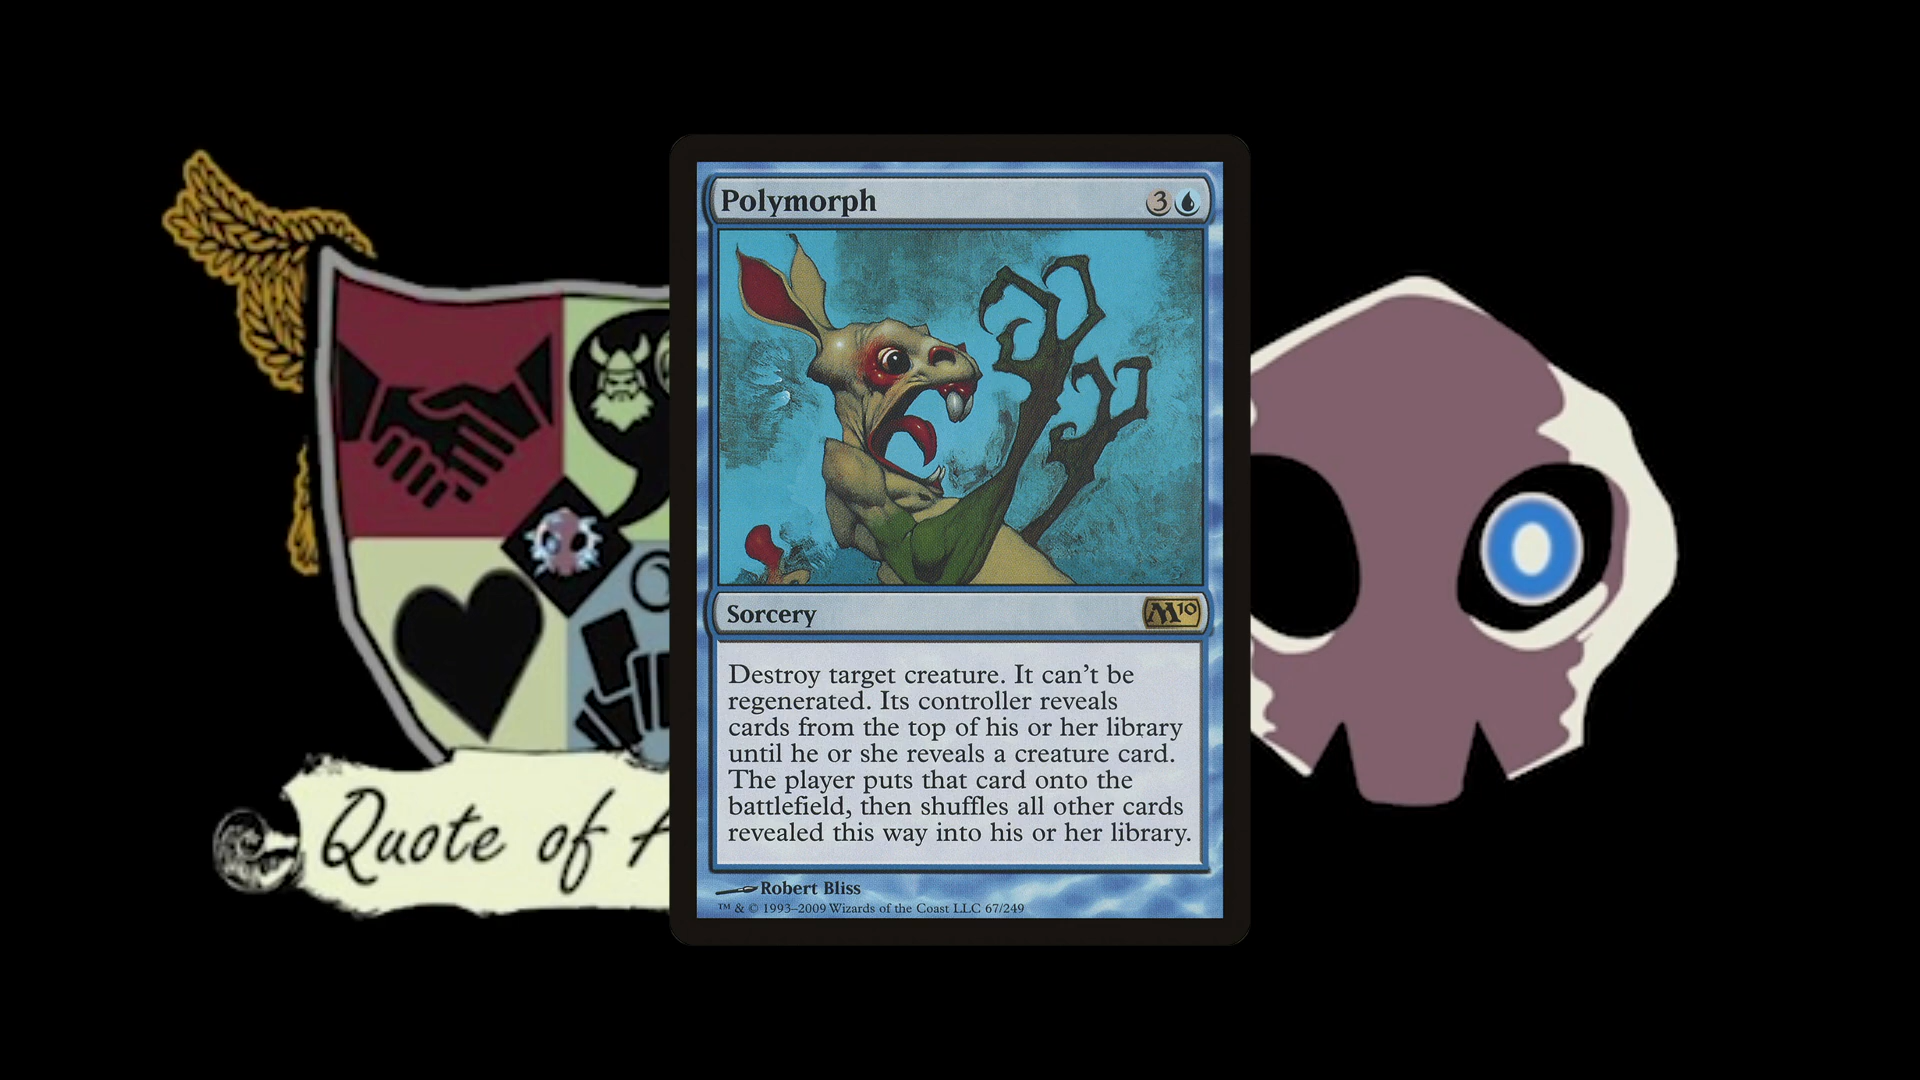 Polymorph 3
Sorcery M10
Destroy target creature. It can't be
regenerated. Its controller reveals
cards from the top of his or her library
until he or she reveals a creature card.
The player puts that card onto the
battlefield, then shuffles all other cards
revealed this way into his or her library.
Robert Bliss
™ & © 1993–2009 Wizards of the Coast LLC 67/249
Quote of